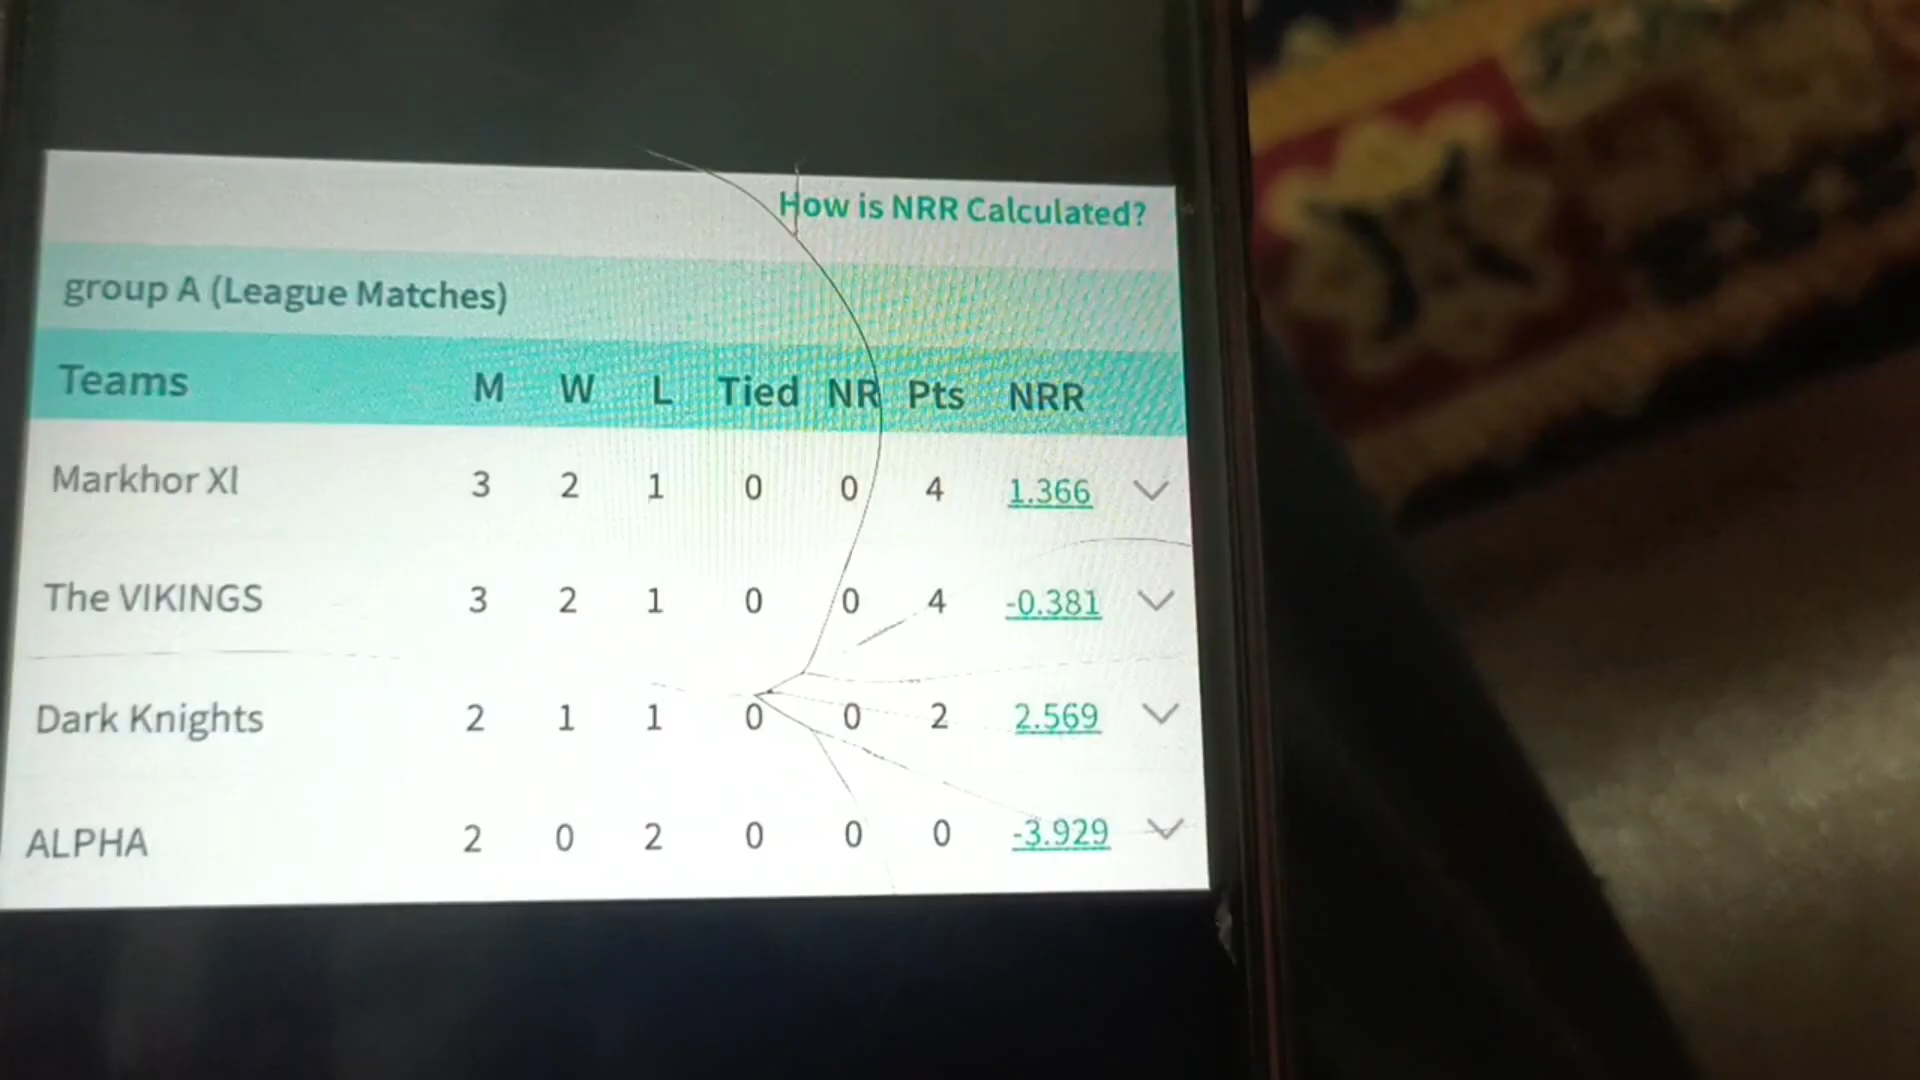 How is NRR Calculated?
group A (League Matches)
Teams M W L Tied NR Pts NRR
Markhor Xl 3 2 1 0 0 4 1.366
The VIKINGS 3 2 1 0 0 4 -0.381
Dark Knights 2 1 1 0 0 2 2.569
ALPHA 2 0 2 0 0 0 -3.929